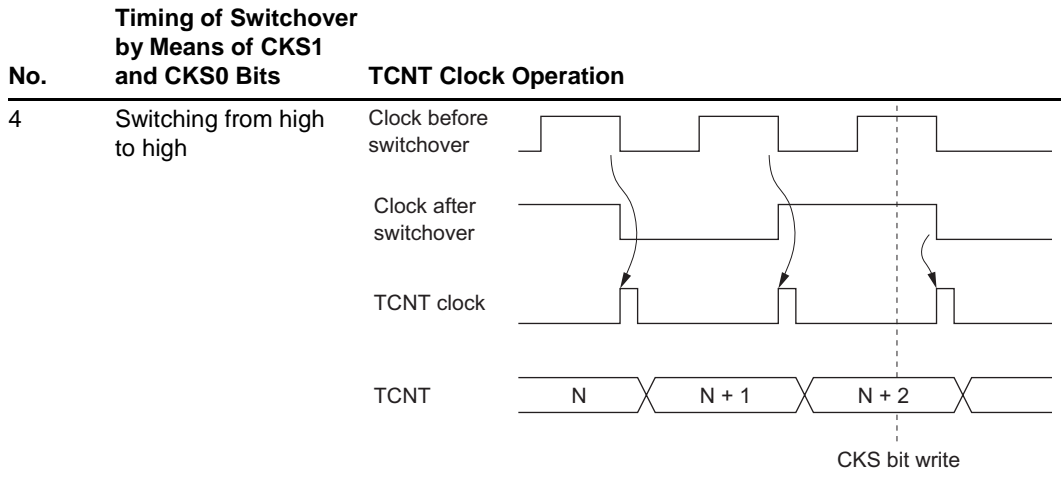 Timing of Switchover
by Means of CKS1
No. and CKS0 Bits TCNT Clock Operation
4 Switching from high
to high
Clock before
switchover
Clock after
switchover
TCNT clock
TCNT N N + 1 N + 2
CKS bit write